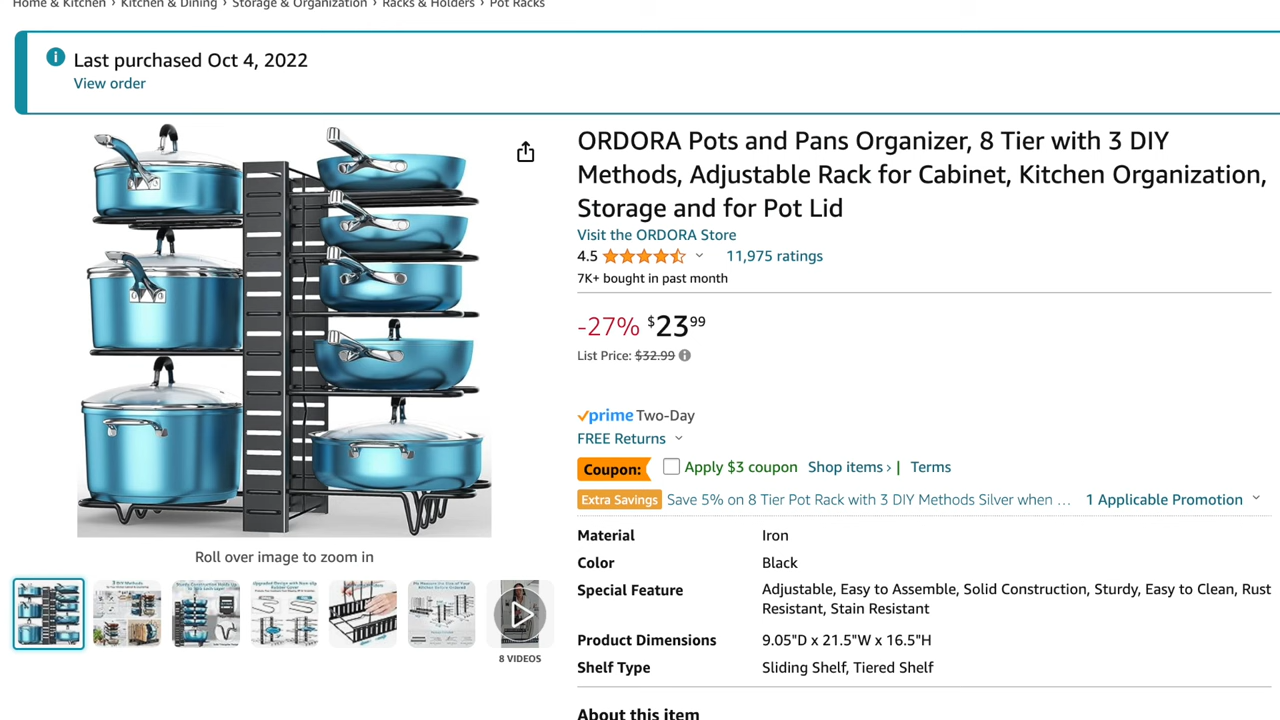 Home & Kitchen › Kitchen & Dining › Storage & Organization › Racks & Holders › Pot Racks
Last purchased Oct 4, 2022
View order
ORDORA Pots and Pans Organizer, 8 Tier with 3 DIY
Methods, Adjustable Rack for Cabinet, Kitchen Organization,
Storage and for Pot Lid
Visit the ORDORA Store
4.5 11,975 ratings
7K+ bought in past month
-27% $23 99
List Price: $32.99
prime Two-Day
FREE Returns
Coupon: Apply $3 coupon Shop items › | Terms
Extra Savings Save 5% on 8 Tier Pot Rack with 3 DIY Methods Silver when ... 1 Applicable Promotion
Material Iron
Color Black
Special Feature Adjustable, Easy to Assemble, Solid Construction, Sturdy, Easy to Clean, Rust
Resistant, Stain Resistant
Product Dimensions 9.05"D x 21.5"W x 16.5"H
Shelf Type Sliding Shelf, Tiered Shelf
About this item
Roll over image to zoom in
3 DIY Methods
8 VIDEOS